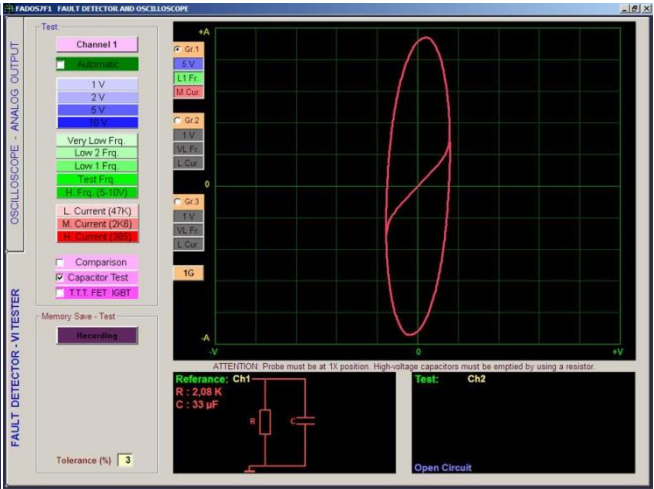 FADOS7F1 FAULT DETECTOR AND OSCILLOSCOPE
OSCILLOSCOPE - ANALOG OUTPUT
FAULT DETECTOR - VI TESTER
Test:
Channel 1
Automatic
1 V
2 V
5 V
10 V
Very Low Frq.
Low 2 Frq.
Low 1 Frq.
Test Frq.
H. Frq. (5-10V)
L. Current (47K)
M. Current (2K8)
H. Current (385)
Comparison
Capacitor Test
T.T.T. FET. IGBT
Memory Save - Test
Recording
Tolerance (%) 3
Gr.1
5 V
L1 Fr.
M Cur.
Gr.2
1 V
VL Fr.
L Cur.
Gr.3
1 V
VL Fr.
L Cur.
1G
+A
0
-A
-V
0
+V
ATTENTION: Probe must be at 1X position. High-voltage capacitors must be emptied by using a resistor.
Referance: Ch1
R : 2,08 K
C : 33 µF
R
C
Test: Ch2
Open Circuit